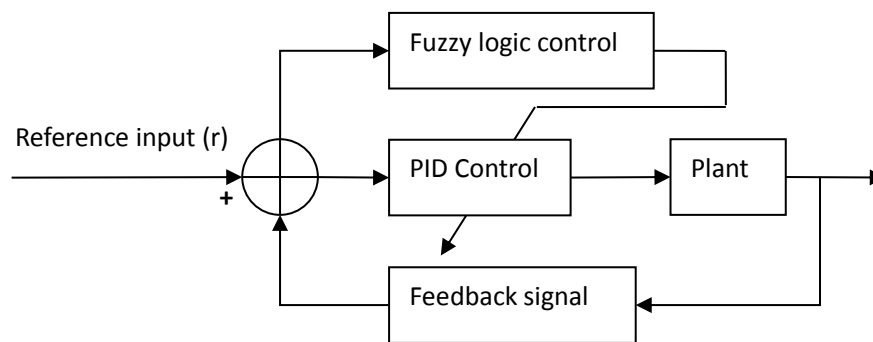 Fuzzy logic control
Reference input (r)
PID Control
Plant
+
Feedback signal